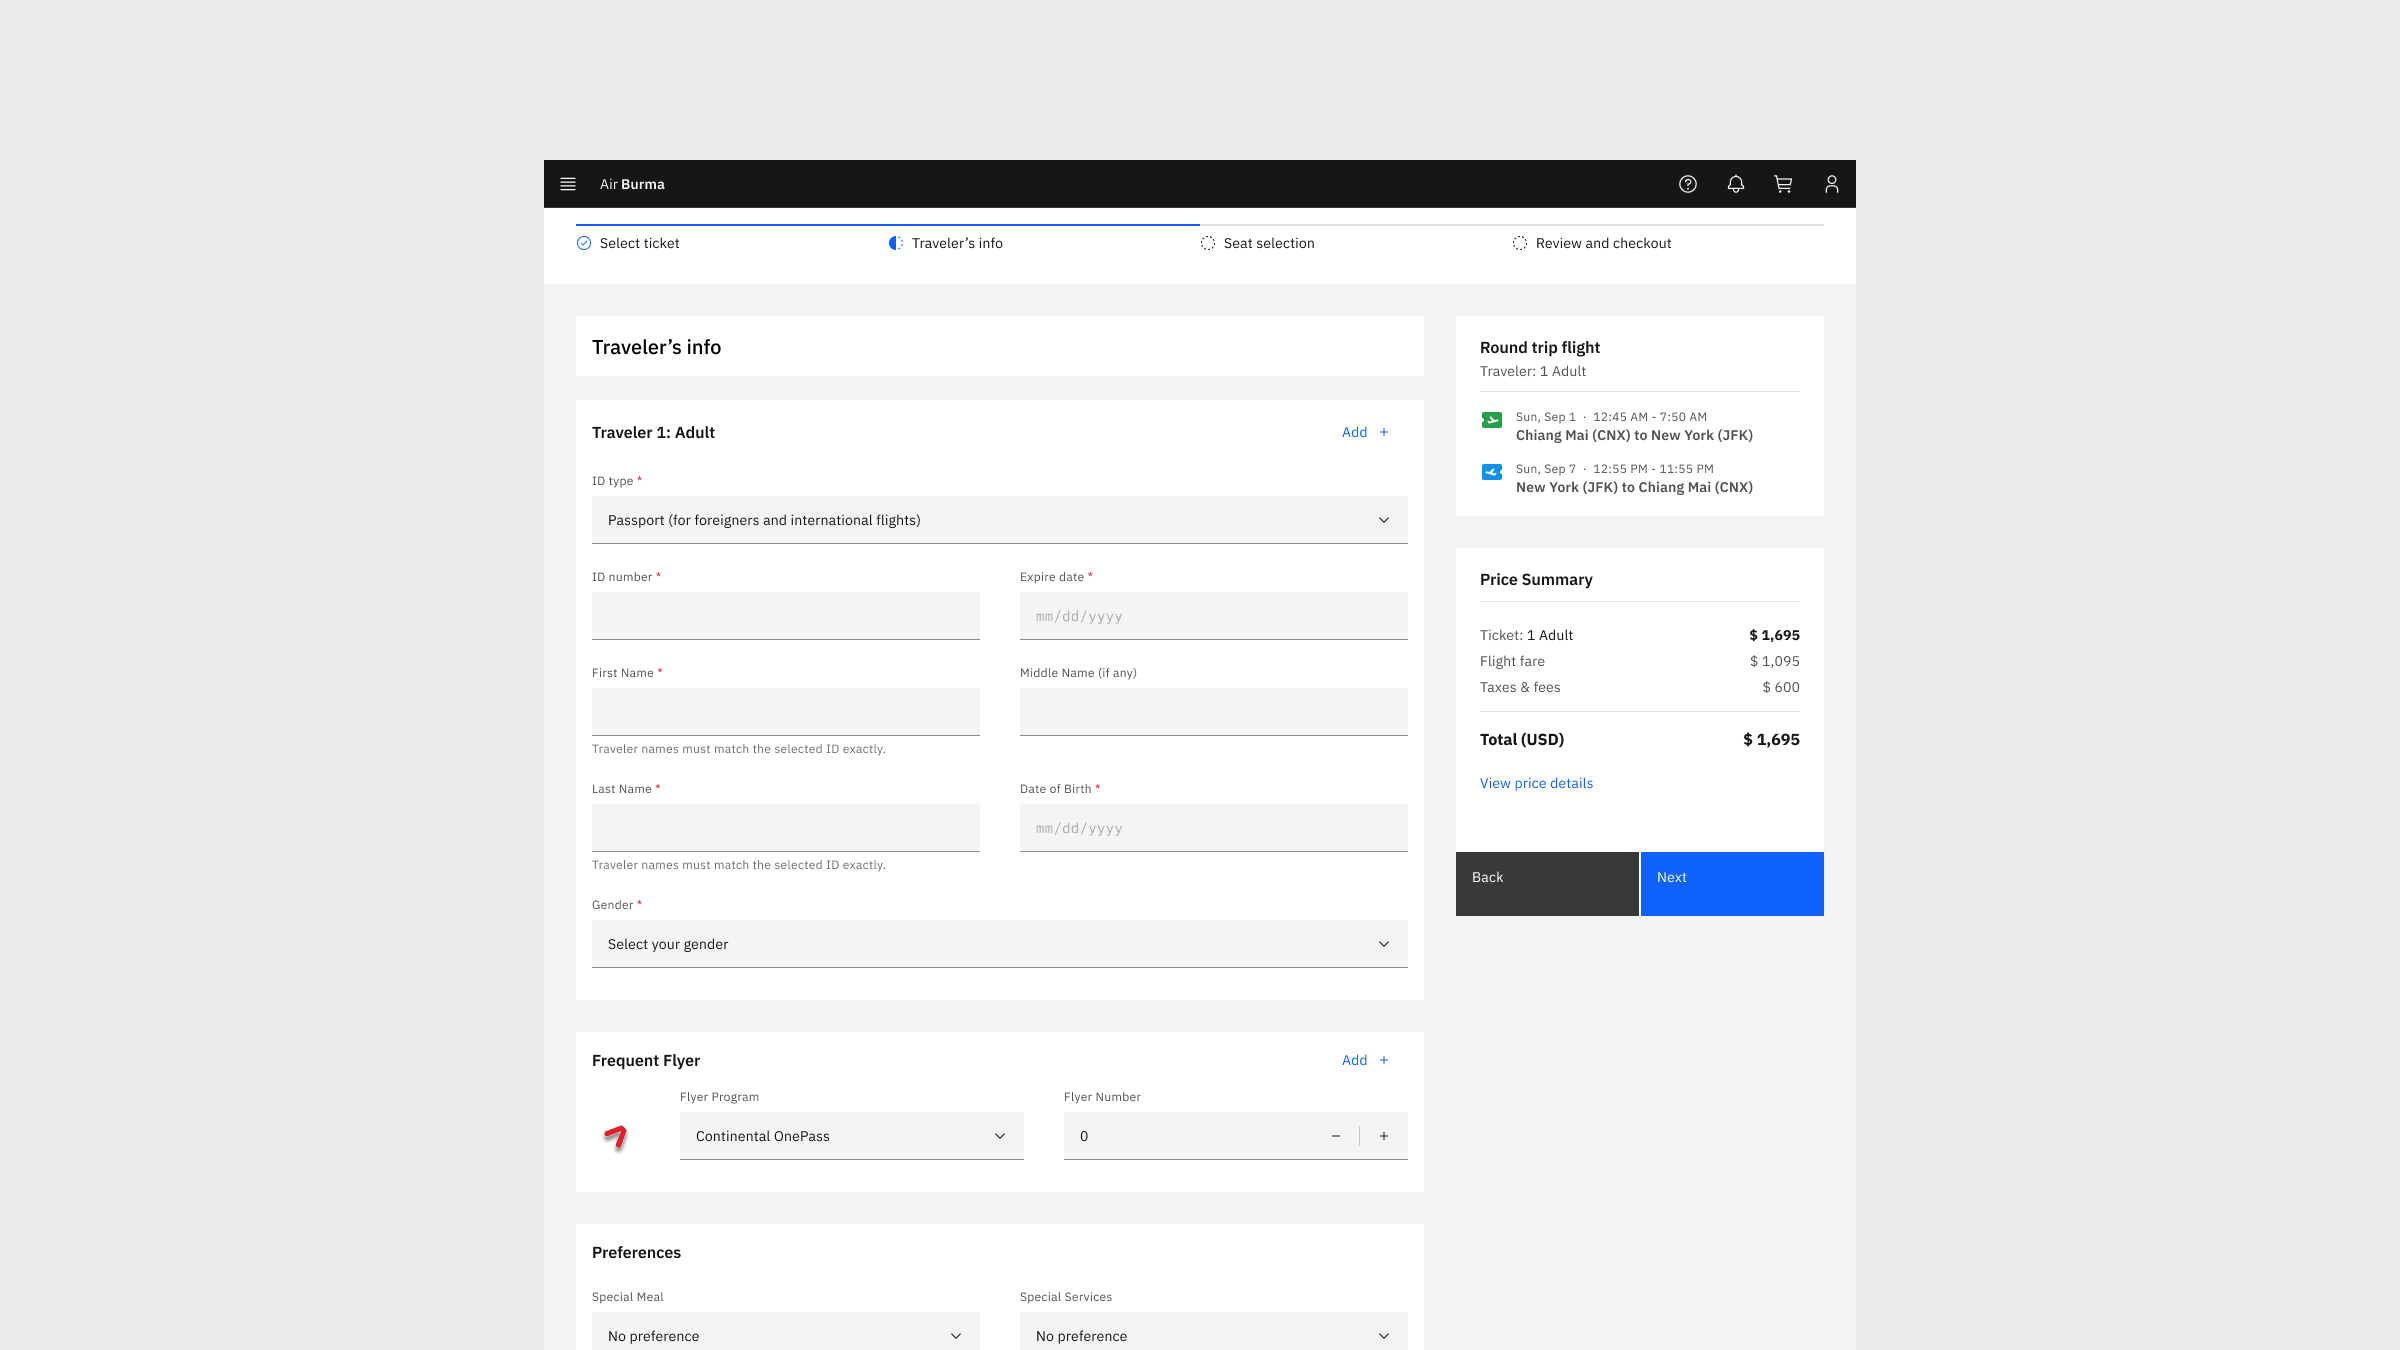 Air Burma
Select ticket
Traveler’s info
Seat selection
Review and checkout
Traveler’s info
Traveler 1: Adult
Add +
ID type *
Passport (for foreigners and international flights)
ID number *
Expire date *
mm/dd/yyyy
First Name *
Middle Name (if any)
Traveler names must match the selected ID exactly.
Last Name *
Date of Birth *
mm/dd/yyyy
Traveler names must match the selected ID exactly.
Gender *
Select your gender
Frequent Flyer
Add +
Flyer Program
Flyer Number
Continental OnePass
0
Preferences
Special Meal
Special Services
No preference
No preference
Round trip flight
Traveler: 1 Adult
Sun, Sep 1 · 12:45 AM - 7:50 AM
Chiang Mai (CNX) to New York (JFK)
Sun, Sep 7 · 12:55 PM - 11:55 PM
New York (JFK) to Chiang Mai (CNX)
Price Summary
Ticket: 1 Adult $ 1,695
Flight fare $ 1,095
Taxes & fees $ 600
Total (USD) $ 1,695
View price details
Back
Next